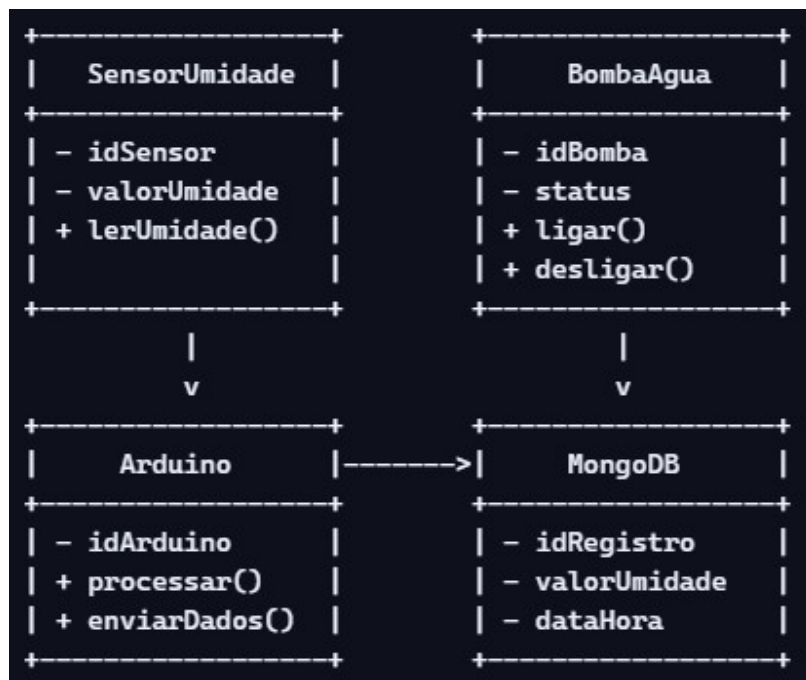 +------------------+        +------------------+
|   SensorUmidade  |        |     BombaAgua    |
+------------------+        +------------------+
| - idSensor       |        | - idBomba        |
| - valorUmidade   |        | - status         |
| + lerUmidade()   |        | + ligar()        |
|                  |        | + desligar()     |
+------------------+        +------------------+
          |                          |
          v                          v
+------------------+        +------------------+
|     Arduino      |------->|     MongoDB      |
+------------------+        +------------------+
| - idArduino      |        | - idRegistro     |
| + processar()    |        | - valorUmidade   |
| + enviarDados()  |        | - dataHora       |
+------------------+        +------------------+